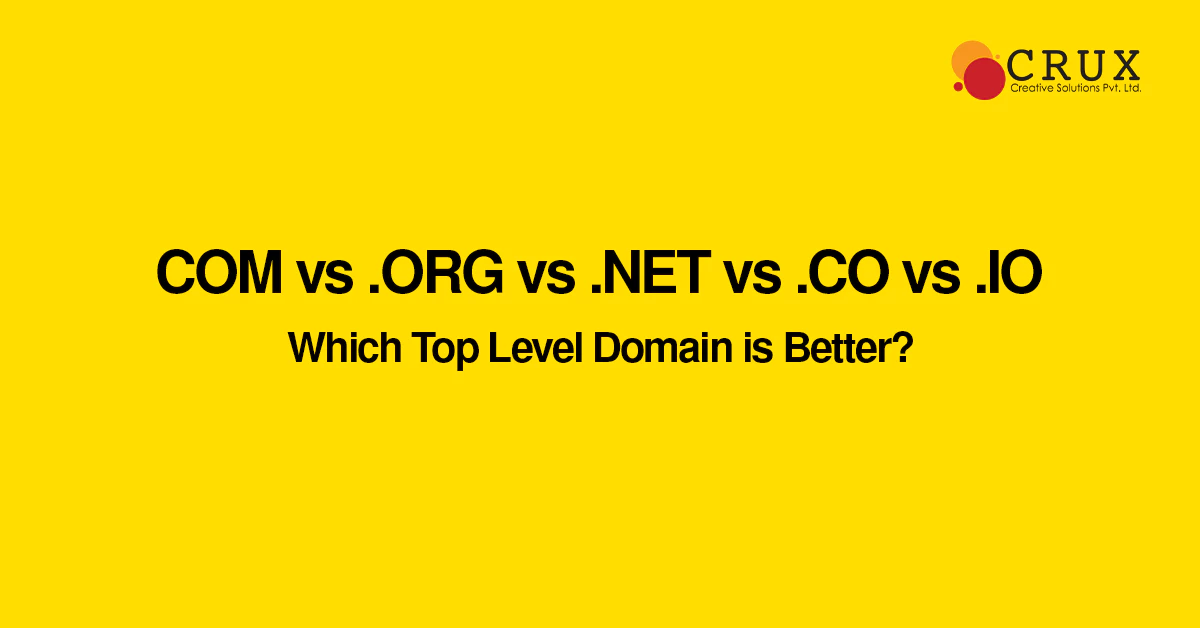 CRUX
Creative Solutions Pvt. Ltd.
COM vs .ORG vs .NET vs .CO vs .IO
Which Top Level Domain is Better?